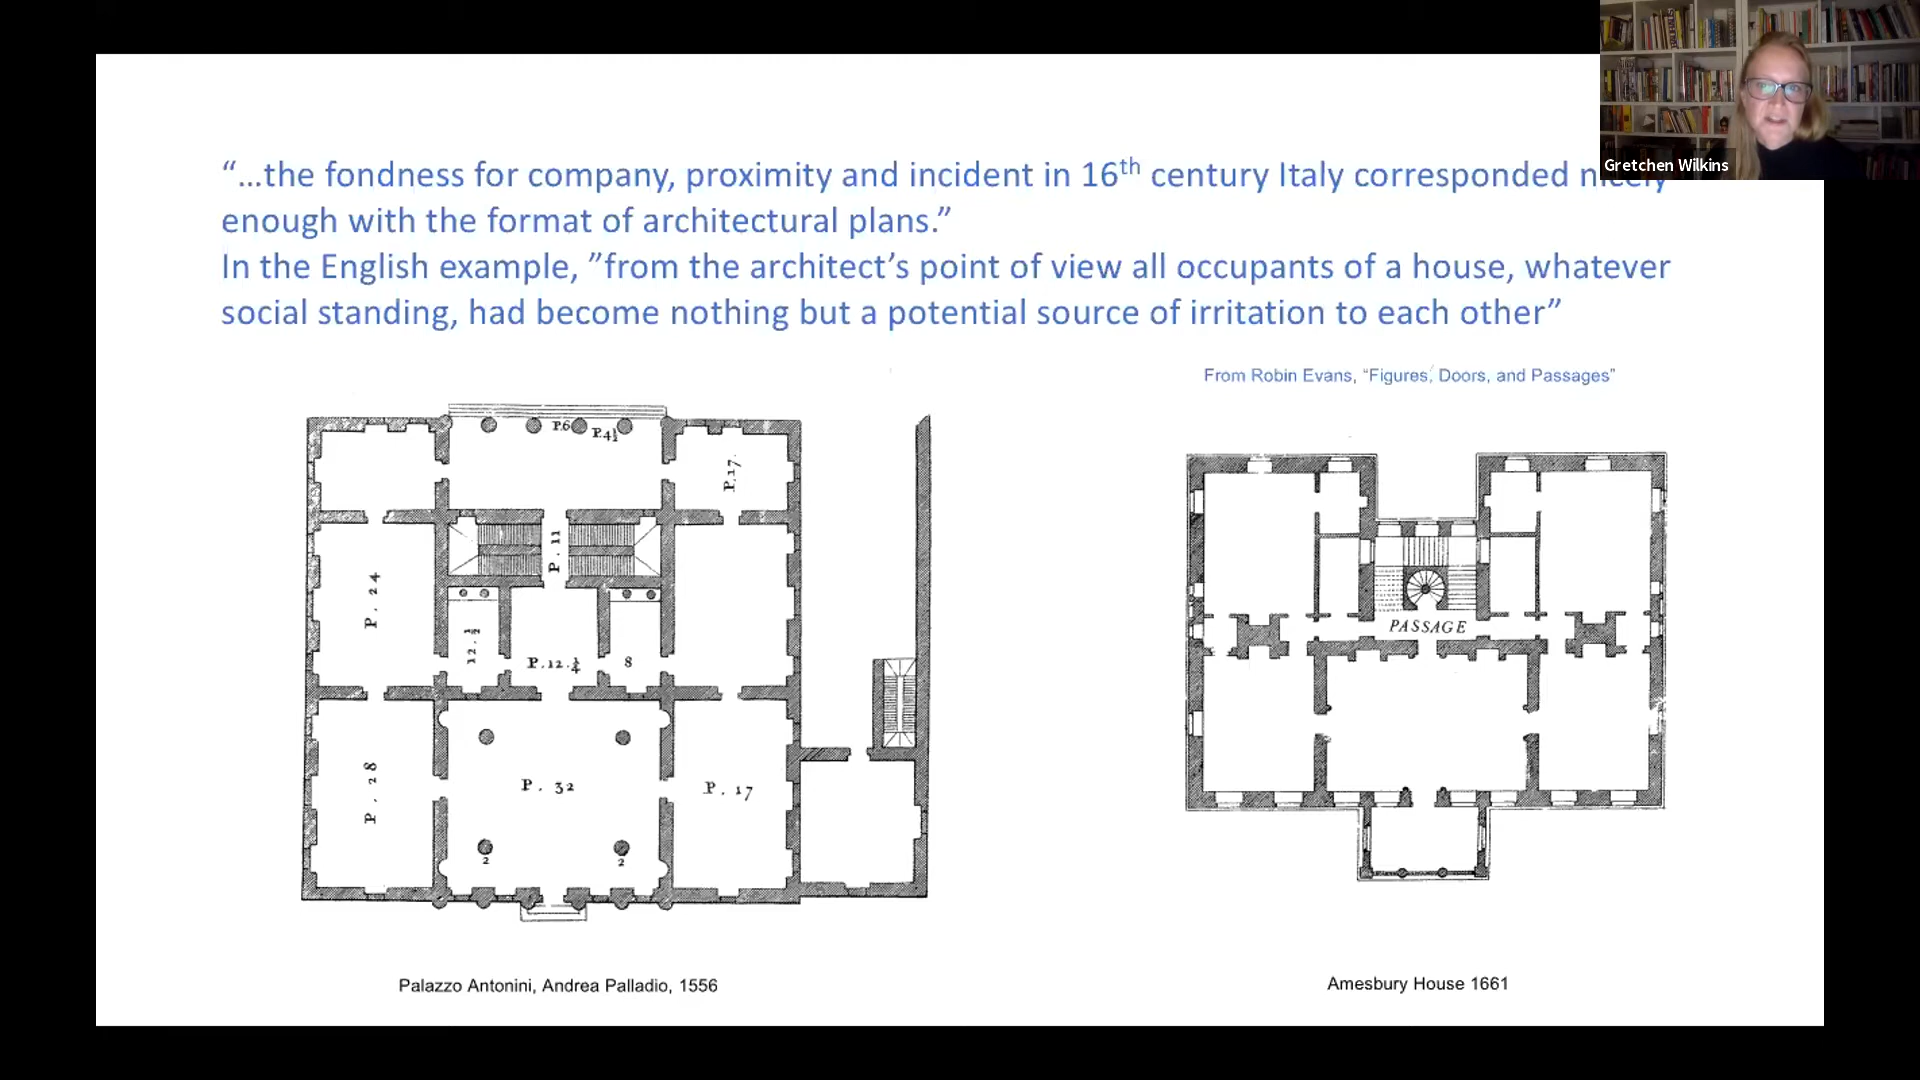 Gretchen Wilkins
“...the fondness for company, proximity and incident in 16th century Italy corresponded nicely
enough with the format of architectural plans.”
In the English example, ”from the architect’s point of view all occupants of a house, whatever
social standing, had become nothing but a potential source of irritation to each other”
From Robin Evans, “Figures, Doors, and Passages”
P.6
P.4½
P.17.
P. 11
P. 24
12.½
P.12.¼
8
PASSAGE
P. 28
P. 32
P. 17
2
2
Palazzo Antonini, Andrea Palladio, 1556
Amesbury House 1661